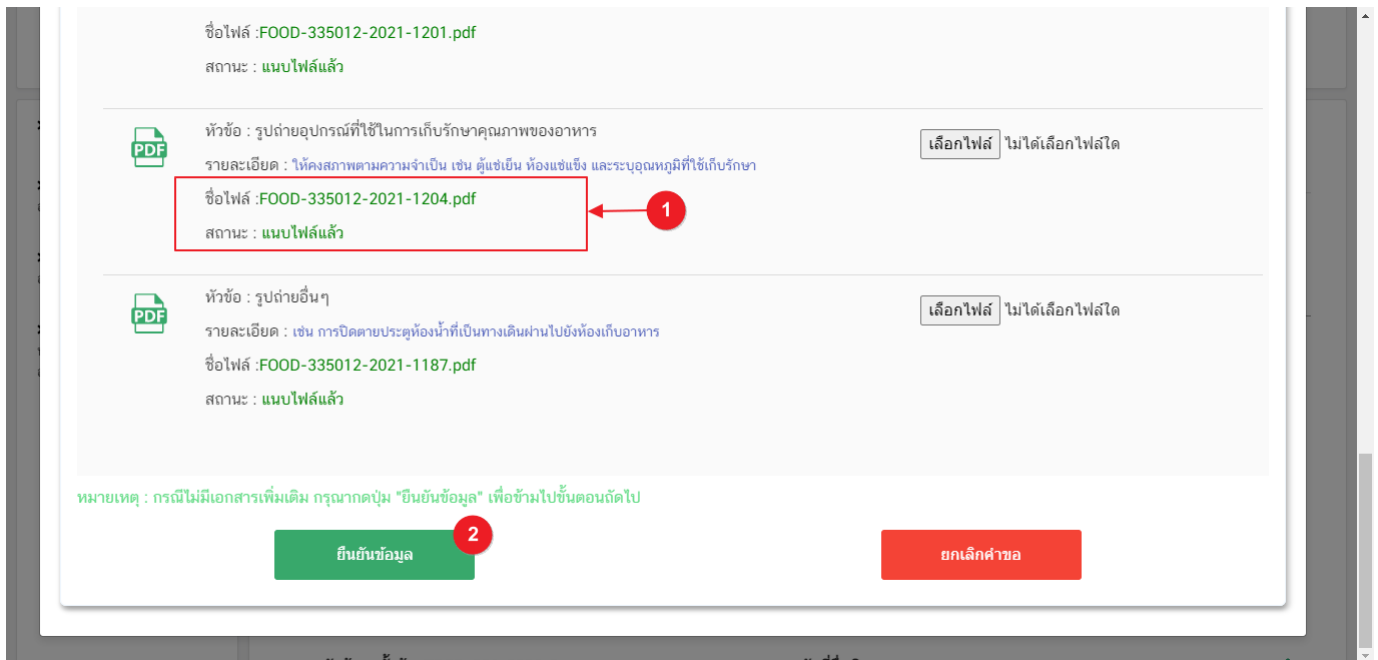 ชื่อไฟล์ :FOOD-335012-2021-1201.pdf
สถานะ : แนบไฟล์แล้ว
PDF
หัวข้อ : รูปถ่ายอุปกรณ์ที่ใช้ในการเก็บรักษาคุณภาพของอาหาร
เลือกไฟล์ ไม่ได้เลือกไฟล์ใด
รายละเอียด : ให้คงสภาพตามความจำเป็น เช่น ตู้แช่เย็น ห้องแช่แข็ง และระบุอุณหภูมิที่ใช้เก็บรักษา
ชื่อไฟล์ :FOOD-335012-2021-1204.pdf
1
สถานะ : แนบไฟล์แล้ว
PDF
หัวข้อ : รูปถ่ายอื่นๆ
เลือกไฟล์ ไม่ได้เลือกไฟล์ใด
รายละเอียด : เช่น การปิดตายประตูห้องน้ำที่เป็นทางเดินผ่านไปยังห้องเก็บอาหาร
ชื่อไฟล์ :FOOD-335012-2021-1187.pdf
สถานะ : แนบไฟล์แล้ว
หมายเหตุ : กรณีไม่มีเอกสารเพิ่มเติม กรุณากดปุ่ม "ยืนยันข้อมูล" เพื่อข้ามไปขั้นตอนถัดไป
2
ยืนยันข้อมูล
ยกเลิกคำขอ